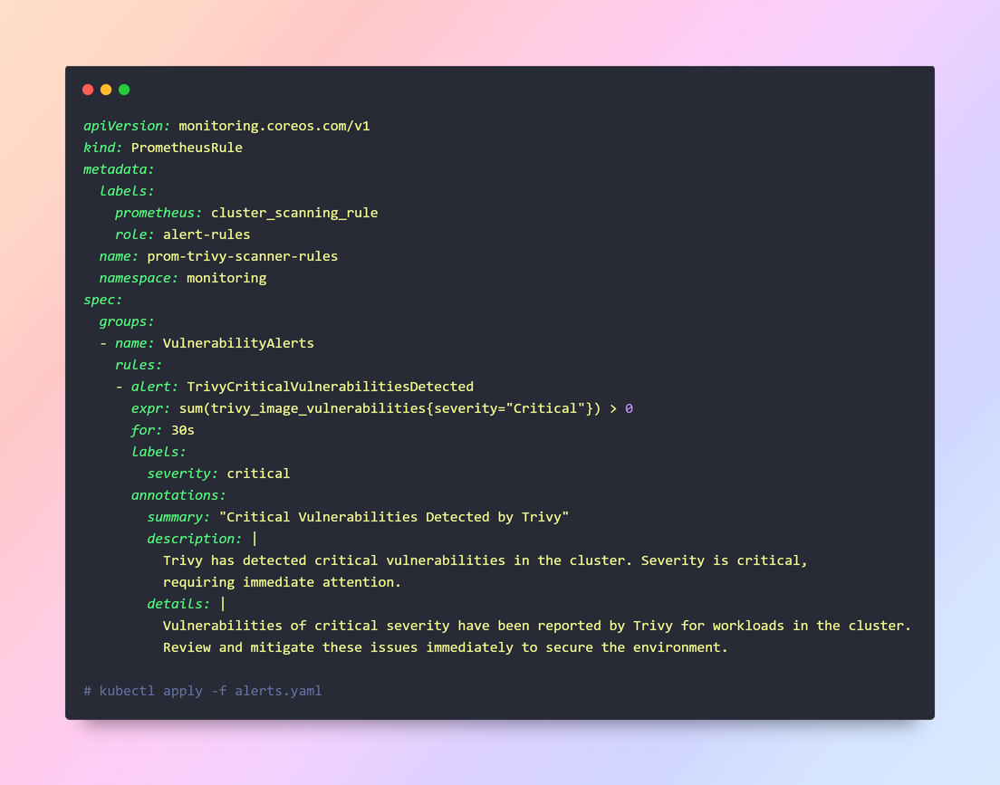 apiVersion: monitoring.coreos.com/v1
kind: PrometheusRule
metadata:
  labels:
    prometheus: cluster_scanning_rule
    role: alert-rules
  name: prom-trivy-scanner-rules
  namespace: monitoring
spec:
  groups:
  - name: VulnerabilityAlerts
    rules:
    - alert: TrivyCriticalVulnerabilitiesDetected
      expr: sum(trivy_image_vulnerabilities{severity="Critical"}) > 0
      for: 30s
      labels:
        severity: critical
      annotations:
        summary: "Critical Vulnerabilities Detected by Trivy"
        description: |
          Trivy has detected critical vulnerabilities in the cluster. Severity is critical,
          requiring immediate attention.
        details: |
          Vulnerabilities of critical severity have been reported by Trivy for workloads in the cluster.
          Review and mitigate these issues immediately to secure the environment.
# kubectl apply -f alerts.yaml